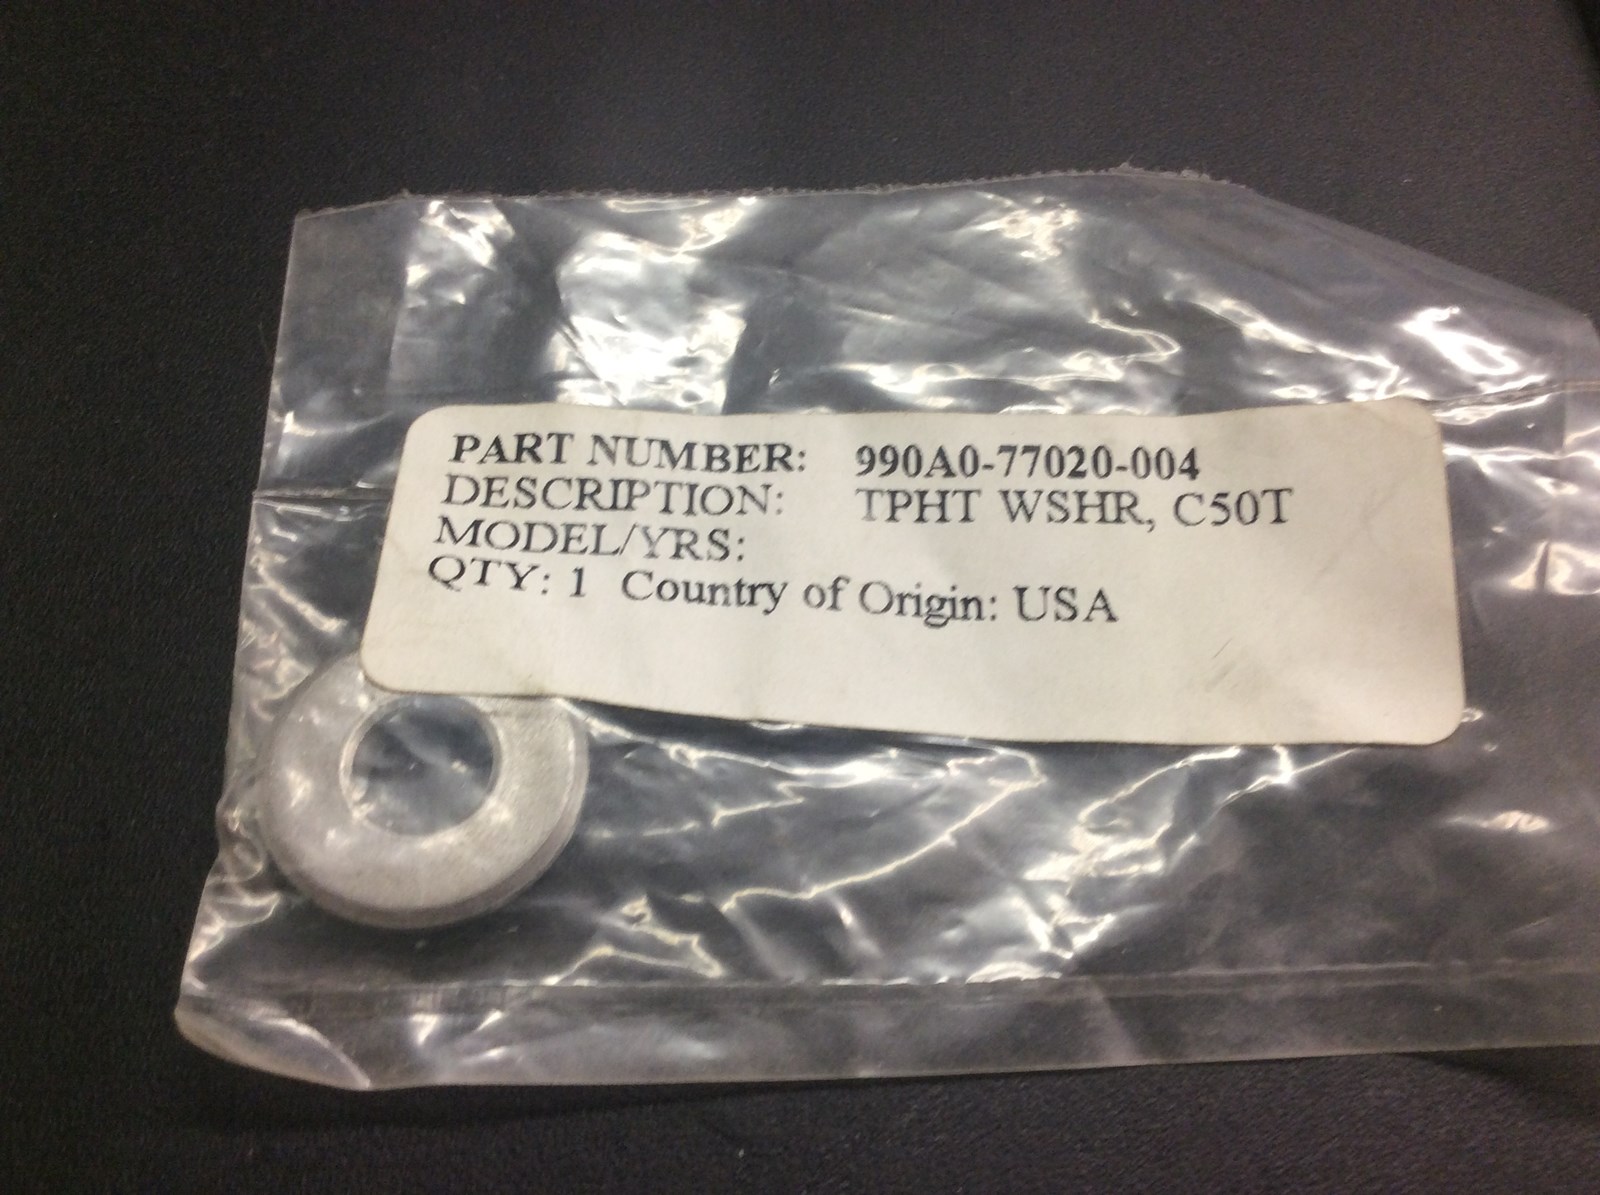 PART NUMBER: 990A0-77020-004
DESCRIPTION: TPHT WSHR, C50T
MODEL/YRS:
QTY: 1 Country of Origin: USA